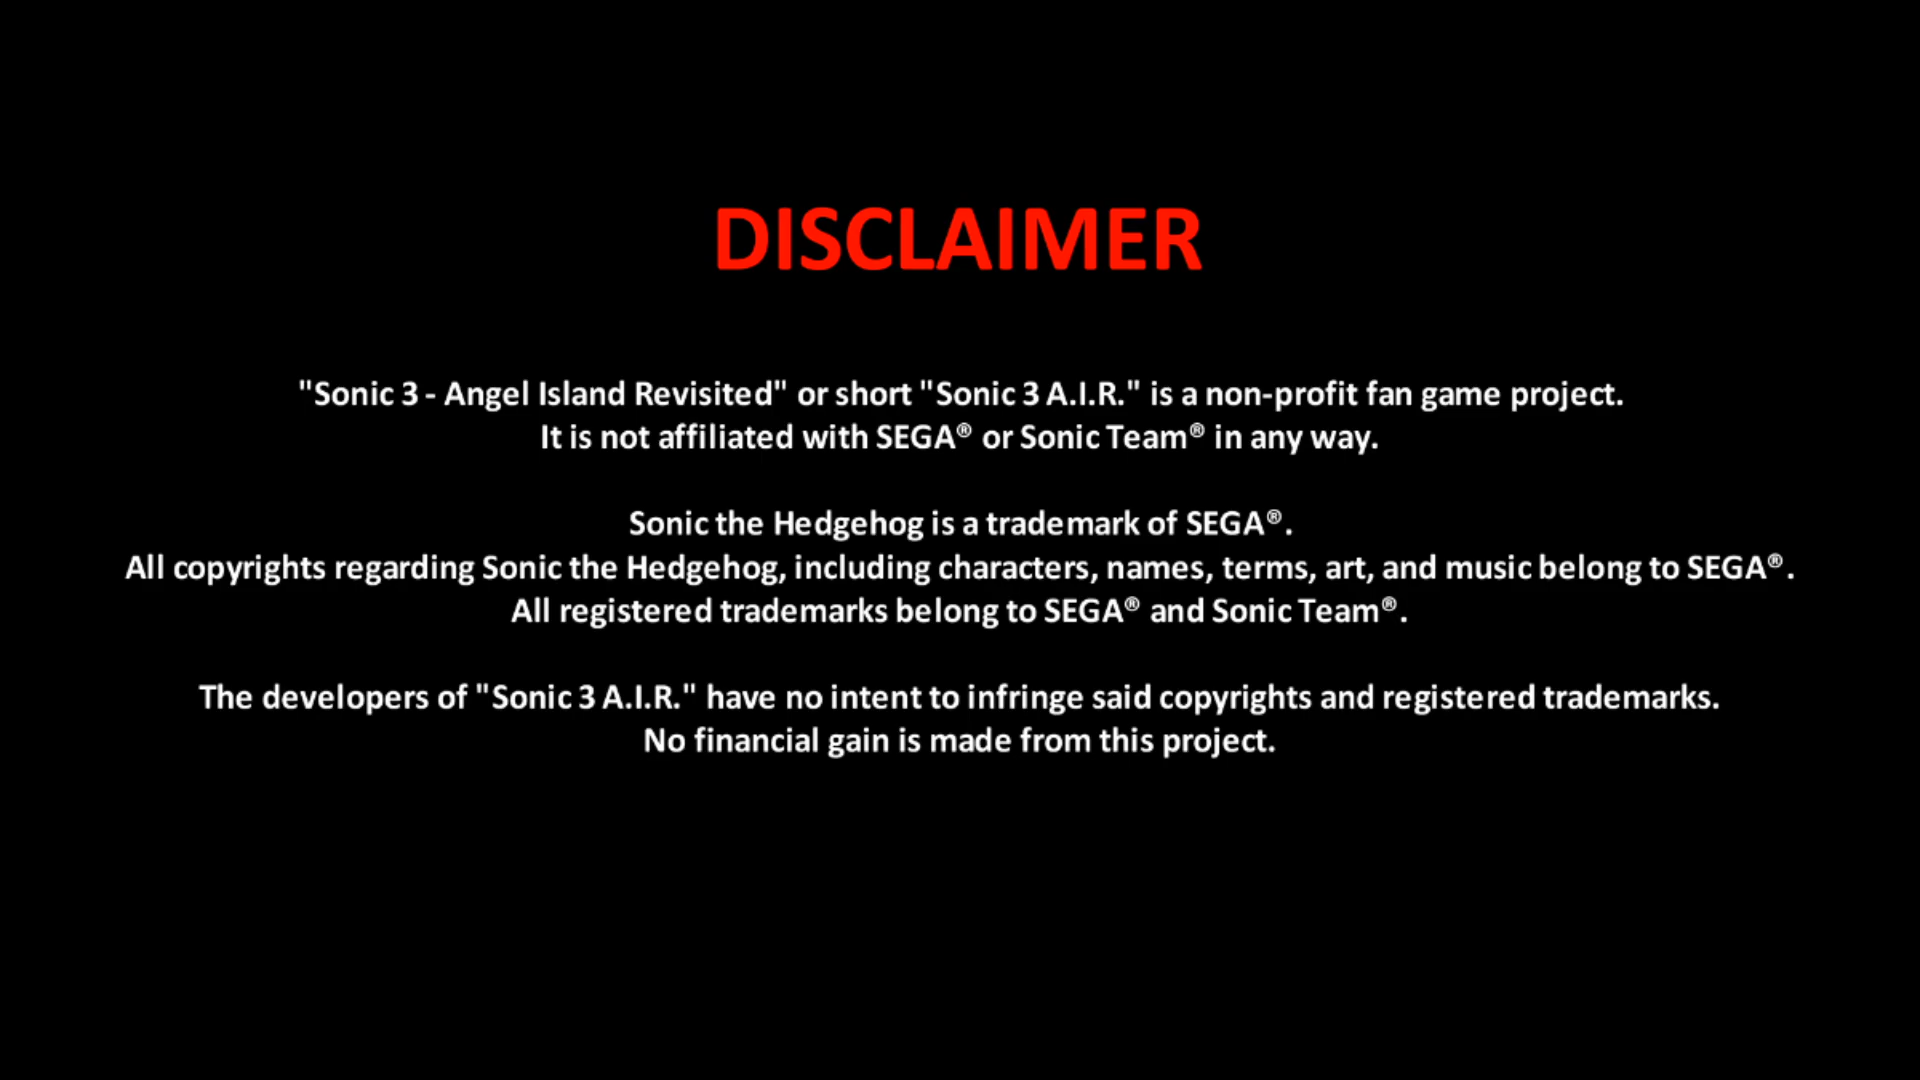 DISCLAIMER
"Sonic 3 - Angel Island Revisited" or short "Sonic 3 A.I.R." is a non-profit fan game project.
It is not affiliated with SEGA® or Sonic Team® in any way.
Sonic the Hedgehog is a trademark of SEGA®.
All copyrights regarding Sonic the Hedgehog, including characters, names, terms, art, and music belong to SEGA®.
All registered trademarks belong to SEGA® and Sonic Team®.
The developers of "Sonic 3 A.I.R." have no intent to infringe said copyrights and registered trademarks.
No financial gain is made from this project.